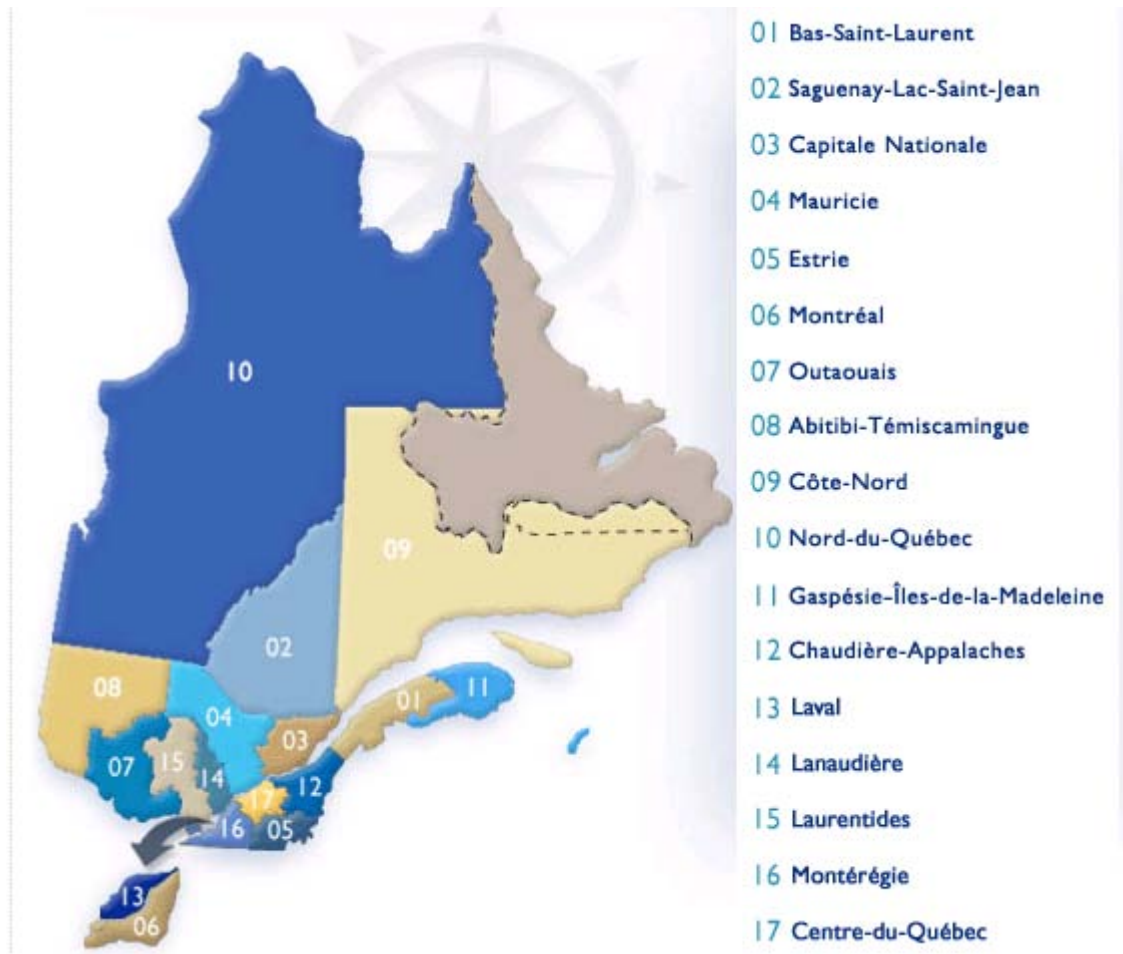 01 Bas-Saint-Laurent
02 Saguenay-Lac-Saint-Jean
03 Capitale Nationale
04 Mauricie
05 Estrie
06 Montréal
07 Outaouais
08 Abitibi-Témiscamingue
09 Côte-Nord
10 Nord-du-Québec
11 Gaspésie-Îles-de-la-Madeleine
12 Chaudière-Appalaches
13 Laval
14 Lanaudière
15 Laurentides
16 Montérégie
17 Centre-du-Québec
10
09
02
08
01
11
04
03
07
15
14
12
17
16
05
13
06